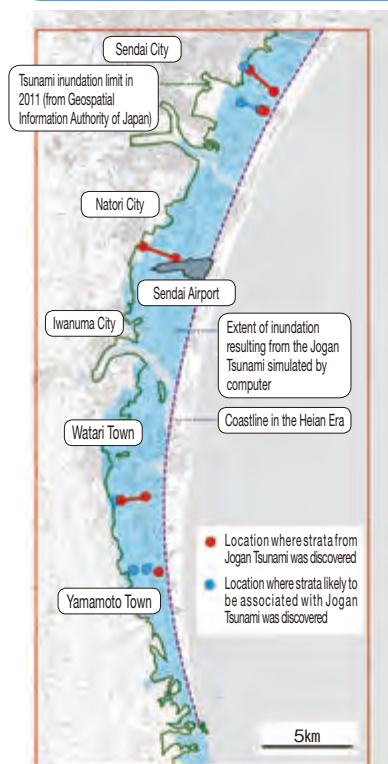 Sendai City
Tsunami inundation limit in
2011 (from Geospatial
Information Authority of Japan)
Natori City
Sendai Airport
Iwanuma City
Extent of inundation
resulting from the Jogan
Tsunami simulated by
computer
Coastline in the Heian Era
Watari Town
Location where strata from
Jogan Tsunami was discovered
Location where strata likely to
be associated with Jogan
Tsunami was discovered
Yamamoto Town
5km